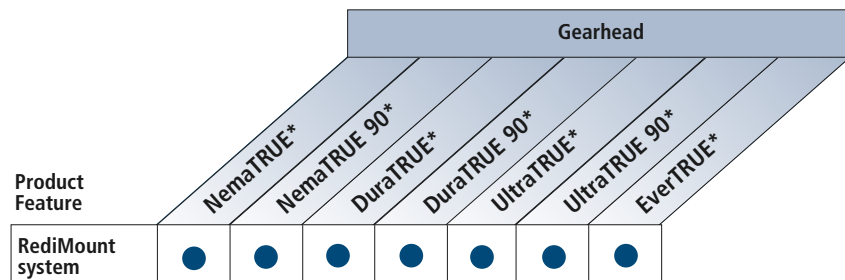 Gearhead
NemaTRUE*
NemaTRUE 90*
DuraTRUE*
DuraTRUE 90*
UltraTRUE*
UltraTRUE 90*
EverTRUE*
Product
Feature
RediMount
system